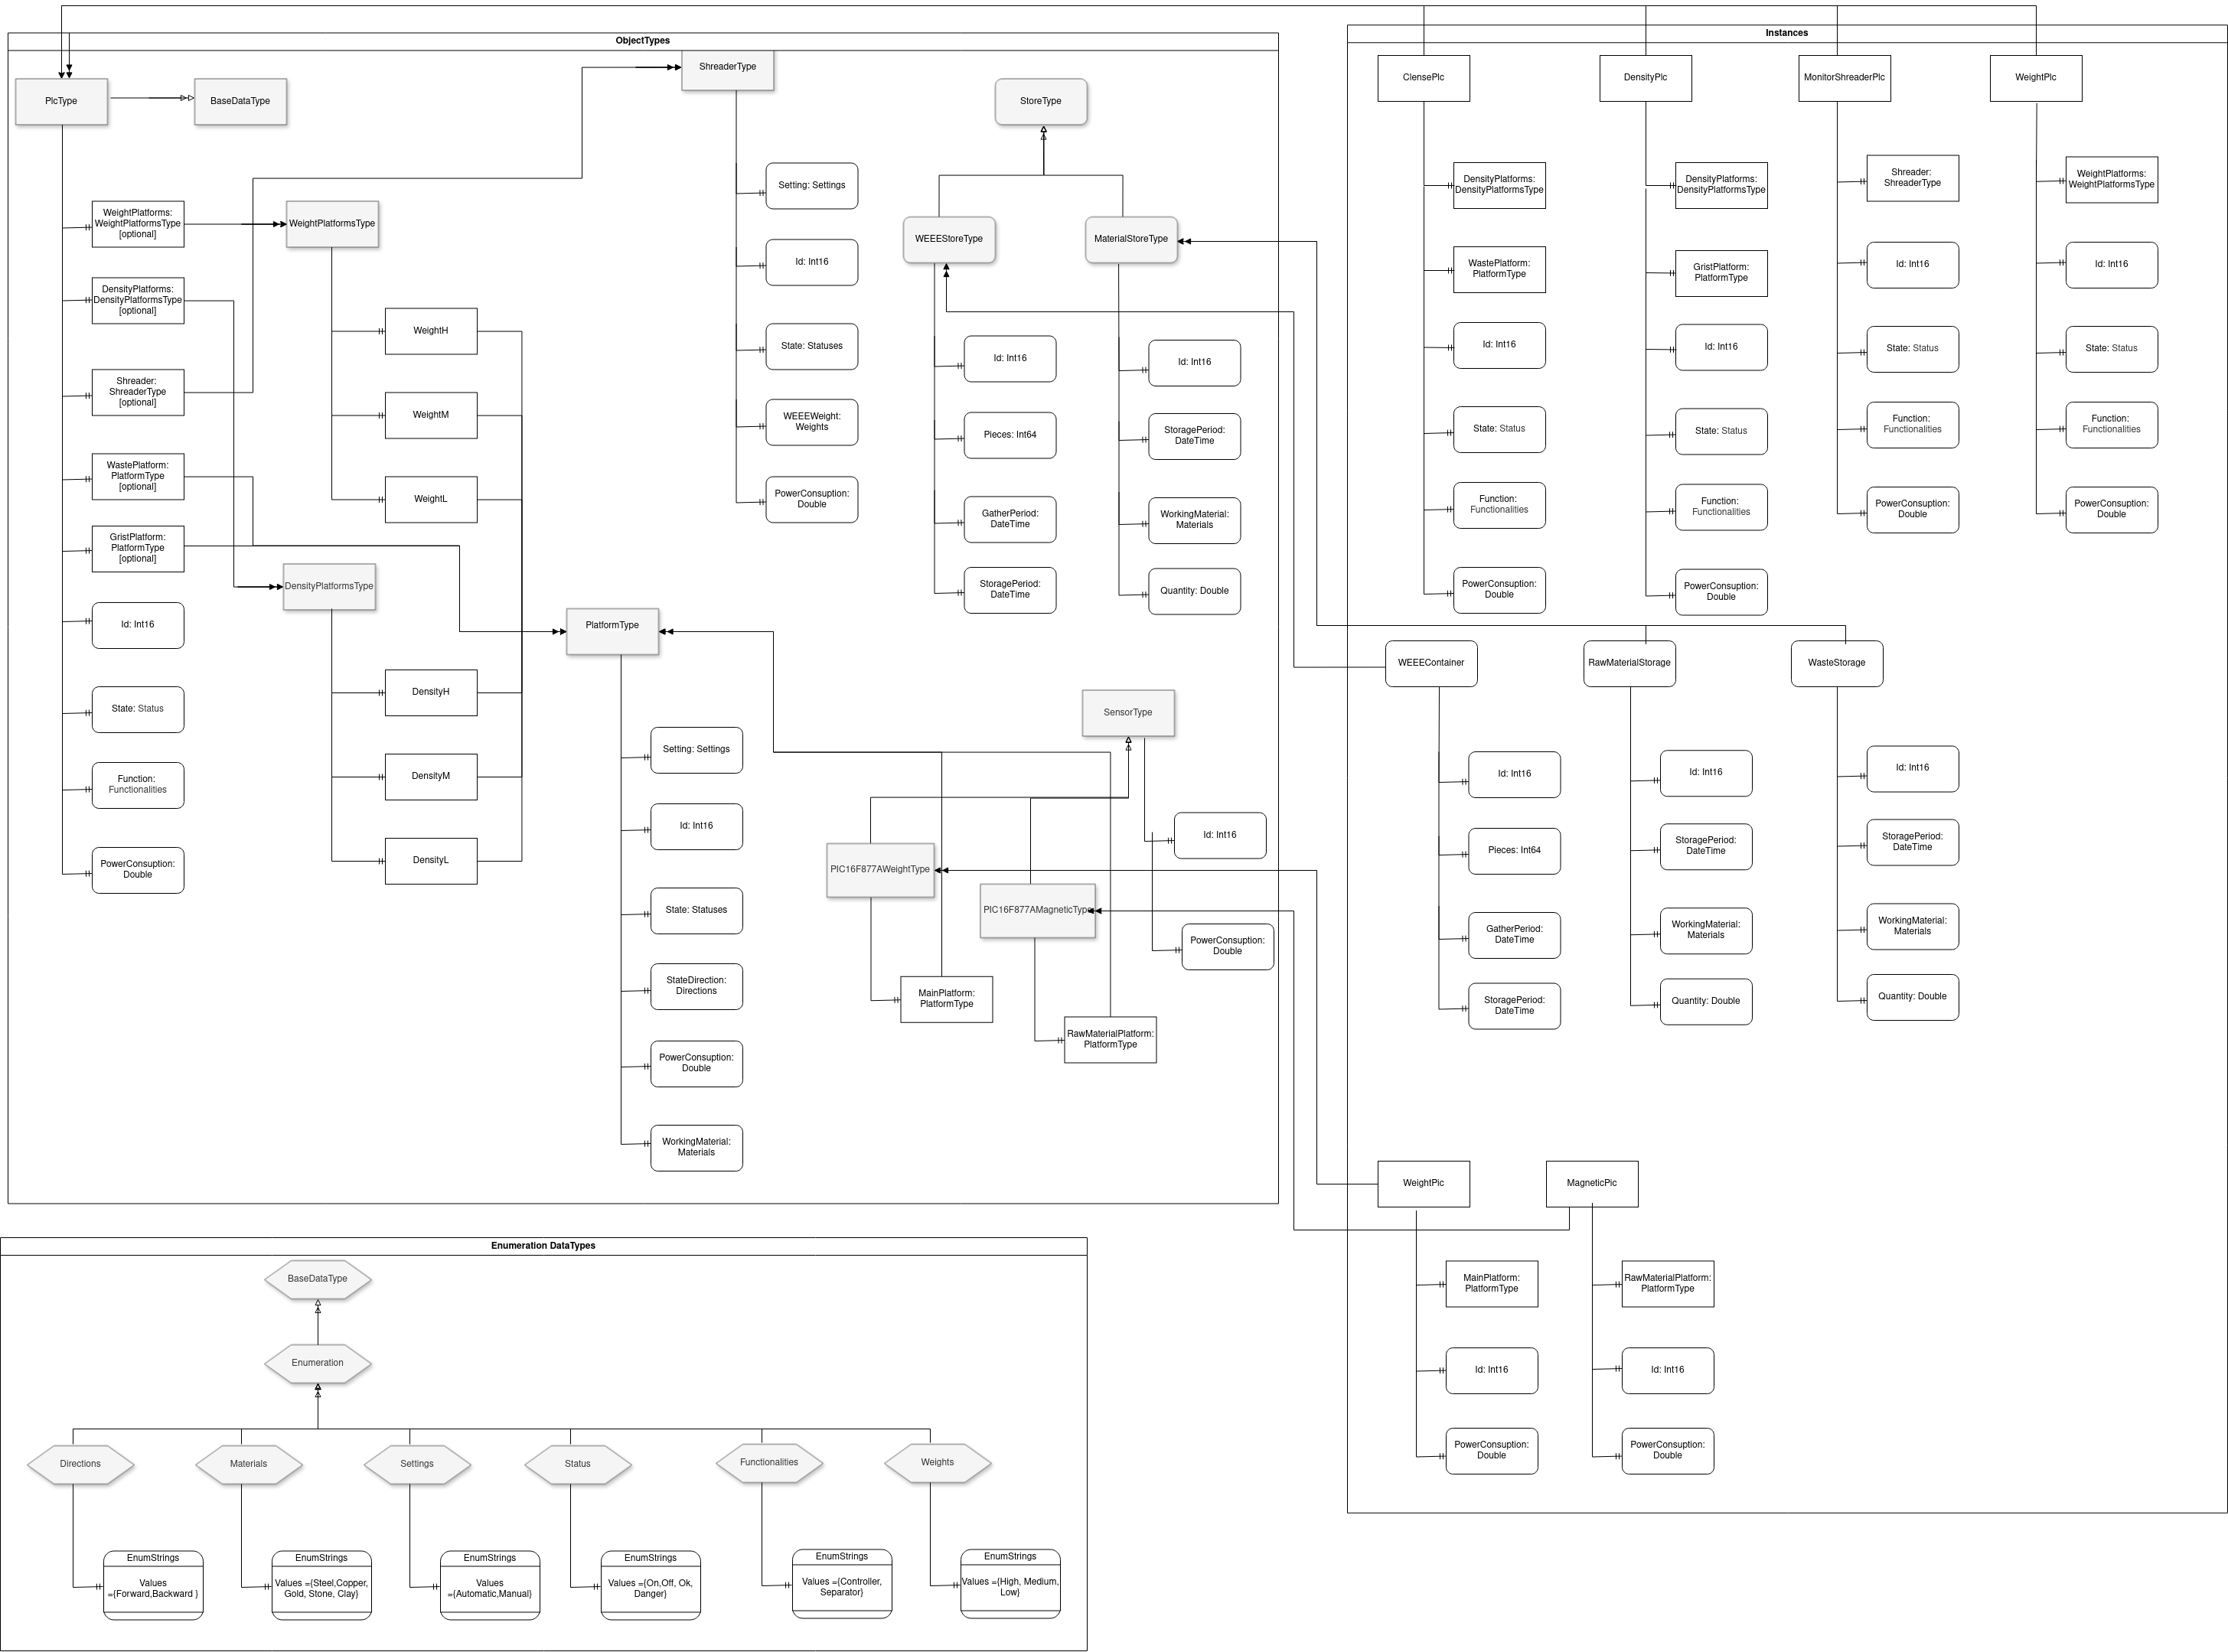 ObjectTypes
PlcType
BaseDataType
WeightPlatforms:
WeightPlatformsType
[optional]
DensityPlatforms:
DensityPlatformsType
[optional]
Shreader:
ShreaderType
[optional]
WastePlatform:
PlatformType
[optional]
GristPlatform:
PlatformType
[optional]
Id: Int16
State: Status
Function:
Functionalities
PowerConsuption:
Double
WeightPlatformsType
WeightH
WeightM
WeightL
DensityPlatformsType
DensityH
DensityM
DensityL
ShreaderType
Setting: Settings
Id: Int16
State: Statuses
WEEEWeight:
Weights
PowerConsuption:
Double
PlatformType
Setting: Settings
Id: Int16
State: Statuses
StateDirection:
Directions
PowerConsuption:
Double
WorkingMaterial:
Materials
StoreType
WEEEStoreType
Id: Int16
Pieces: Int64
GatherPeriod:
DateTime
StoragePeriod:
DateTime
MaterialStoreType
Id: Int16
StoragePeriod:
DateTime
WorkingMaterial:
Materials
Quantity: Double
SensorType
Id: Int16
PowerConsuption:
Double
PIC16F877AWeightType
MainPlatform:
PlatformType
PIC16F877AMagneticType
RawMaterialPlatform:
PlatformType
Instances
ClensePlc
DensityPlatforms:
DensityPlatformsType
WastePlatform:
PlatformType
Id: Int16
State: Status
Function:
Functionalities
PowerConsuption:
Double
DensityPlc
DensityPlatforms:
DensityPlatformsType
GristPlatform:
PlatformType
Id: Int16
State: Status
Function:
Functionalities
PowerConsuption:
Double
MonitorShreaderPlc
Shreader:
ShreaderType
Id: Int16
State: Status
Function:
Functionalities
PowerConsuption:
Double
WeightPlc
WeightPlatforms:
WeightPlatformsType
Id: Int16
State: Status
Function:
Functionalities
PowerConsuption:
Double
WEEEContainer
Id: Int16
Pieces: Int64
GatherPeriod:
DateTime
StoragePeriod:
DateTime
RawMaterialStorage
Id: Int16
StoragePeriod:
DateTime
WorkingMaterial:
Materials
Quantity: Double
WasteStorage
Id: Int16
StoragePeriod:
DateTime
WorkingMaterial:
Materials
Quantity: Double
WeightPic
MainPlatform:
PlatformType
Id: Int16
PowerConsuption:
Double
MagneticPic
RawMaterialPlatform:
PlatformType
Id: Int16
PowerConsuption:
Double
Enumeration DataTypes
BaseDataType
Enumeration
Directions
Materials
Settings
Status
Functionalities
Weights
EnumStrings
Values
={Forward,Backward }
EnumStrings
Values ={Steel,Copper,
Gold, Stone, Clay}
EnumStrings
Values
={Automatic,Manual}
EnumStrings
Values ={On,Off, Ok,
Danger}
EnumStrings
Values ={Controller,
Separator}
EnumStrings
Values ={High, Medium,
Low}